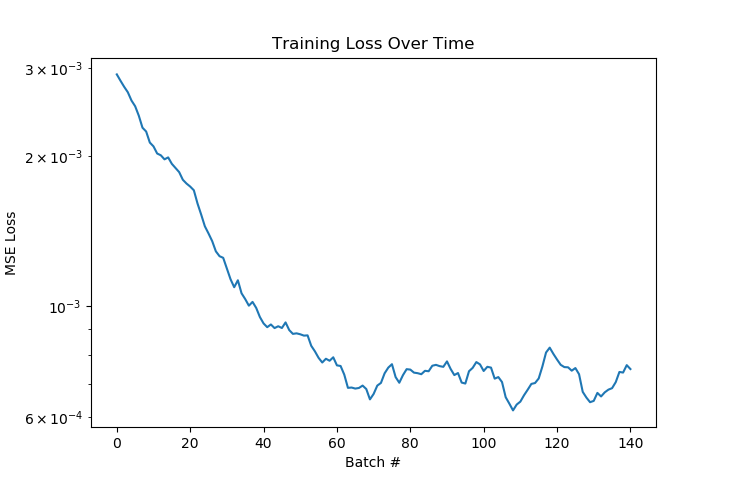 Training Loss Over Time
3 × 10⁻³
2 × 10⁻³
10⁻³
6 × 10⁻⁴
MSE Loss
0 20 40 60 80 100 120 140
Batch #